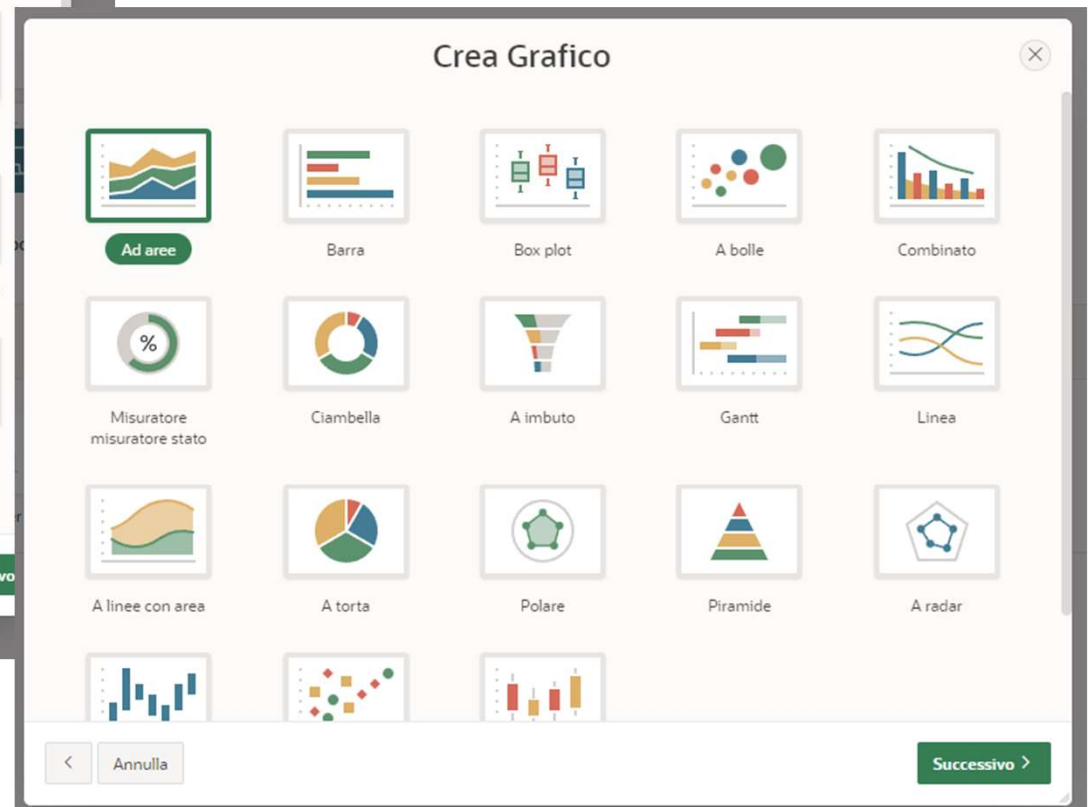 Crea Grafico
Ad aree
Barra
Box plot
A bolle
Combinato
%
Misuratore
misuratore stato
Ciambella
A imbuto
Gantt
Linea
A linee con area
A torta
Polare
Piramide
A radar
Annulla
Successivo